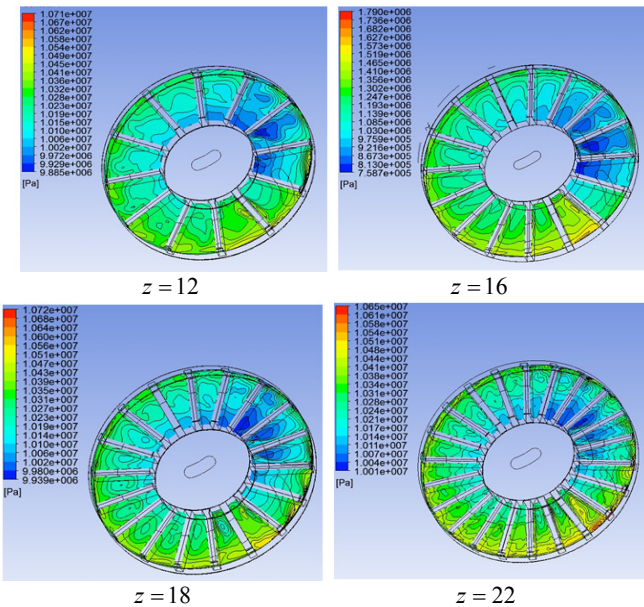 1.071e+007
1.067e+007
1.062e+007
1.058e+007
1.054e+007
1.049e+007
1.045e+007
1.041e+007
1.036e+007
1.032e+007
1.028e+007
1.023e+007
1.019e+007
1.015e+007
1.010e+007
1.006e+007
1.002e+007
9.972e+006
9.929e+006
9.885e+006
[Pa]
z = 12
1.790e+006
1.736e+006
1.682e+006
1.627e+006
1.573e+006
1.519e+006
1.465e+006
1.410e+006
1.356e+006
1.302e+006
1.247e+006
1.193e+006
1.139e+006
1.085e+006
1.030e+006
9.759e+005
9.216e+005
8.673e+005
8.130e+005
7.587e+005
[Pa]
z = 16
1.072e+007
1.068e+007
1.064e+007
1.060e+007
1.056e+007
1.051e+007
1.047e+007
1.043e+007
1.039e+007
1.035e+007
1.031e+007
1.027e+007
1.023e+007
1.019e+007
1.014e+007
1.010e+007
1.006e+007
1.002e+007
9.980e+006
9.939e+006
[Pa]
z = 18
1.065e+007
1.061e+007
1.058e+007
1.054e+007
1.051e+007
1.048e+007
1.044e+007
1.041e+007
1.038e+007
1.034e+007
1.031e+007
1.028e+007
1.024e+007
1.021e+007
1.017e+007
1.014e+007
1.011e+007
1.007e+007
1.004e+007
1.001e+007
[Pa]
z = 22